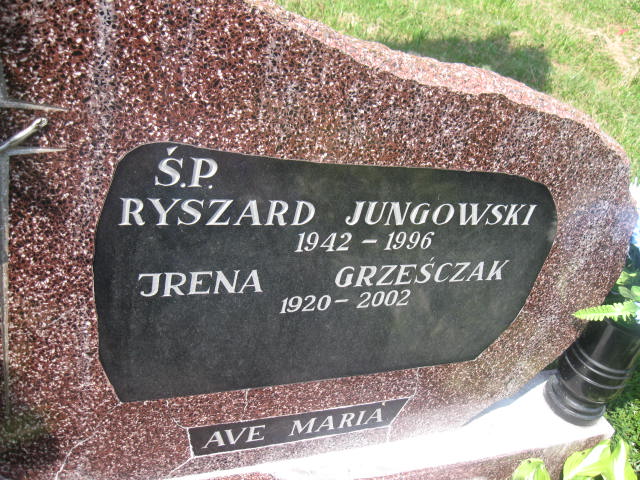 Ś.P.
RYSZARD JUNGOWSKI
1942 – 1996
IRENA GRZEŚCZAK
1920 – 2002
AVE MARIA